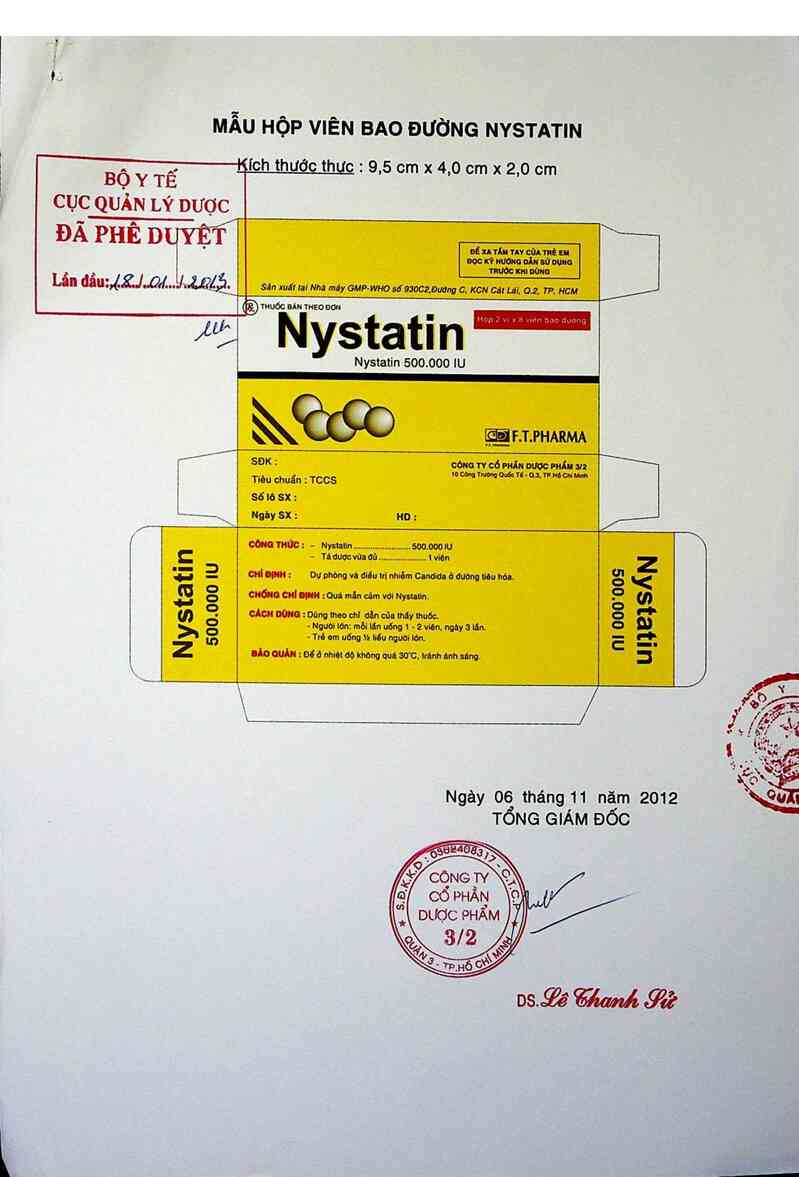 MẪU HỘP VIÊN BAO ĐƯỜNG NYSTATIN
Kích thước thực : 9,5 cm x 4,0 cm x 2,0 cm
BỘ Y TẾ
CỤC QUẢN LÝ DƯỢC
ĐÃ PHÊ DUYỆT
Lần đầu:18/01/2013
ĐỂ XA TẦM TAY CỦA TRẺ EM
ĐỌC KỸ HƯỚNG DẪN SỬ DỤNG
TRƯỚC KHI DÙNG
Sản xuất tại Nhà máy GMP-WHO số 930C2,Đường C, KCN Cát Lái, Q.2, TP. HCM
THUỐC BÁN THEO ĐƠN
Nystatin
Hộp 2 vỉ x 8 viên bao đường
Nystatin 500.000 IU
F.T.PHARMA
SĐK :
Tiêu chuẩn : TCCS
Số lô SX :
Ngày SX :
HD :
CÔNG TY CỔ PHẦN DƯỢC PHẨM 3/2
10 Công Trường Quốc Tế - Q.3, TP.Hồ Chí Minh
CÔNG THỨC : – Nystatin ........................ 500.000 IU
– Tá dược vừa đủ .................... 1 viên
CHỈ ĐỊNH : Dự phòng và điều trị nhiễm Candida ở đường tiêu hóa.
CHỐNG CHỈ ĐỊNH : Quá mẫn cảm với Nystatin.
CÁCH DÙNG : Dùng theo chỉ dẫn của thầy thuốc.
- Người lớn: mỗi lần uống 1 - 2 viên, ngày 3 lần.
- Trẻ em uống ½ liều người lớn.
BẢO QUẢN : Để ở nhiệt độ không quá 30°C, tránh ánh sáng.
Nystatin
500.000 IU
Nystatin
500.000 IU
BỘ Y
CỤC QUẢN
Ngày 06 tháng 11 năm 2012
TỔNG GIÁM ĐỐC
S.Đ.K.K.D : 0302408317 - C.T.C.P
CÔNG TY
CỔ PHẦN
DƯỢC PHẨM
3/2
QUẬN 3 - TP.HỒ CHÍ MINH
DS.Lê Thanh Sử